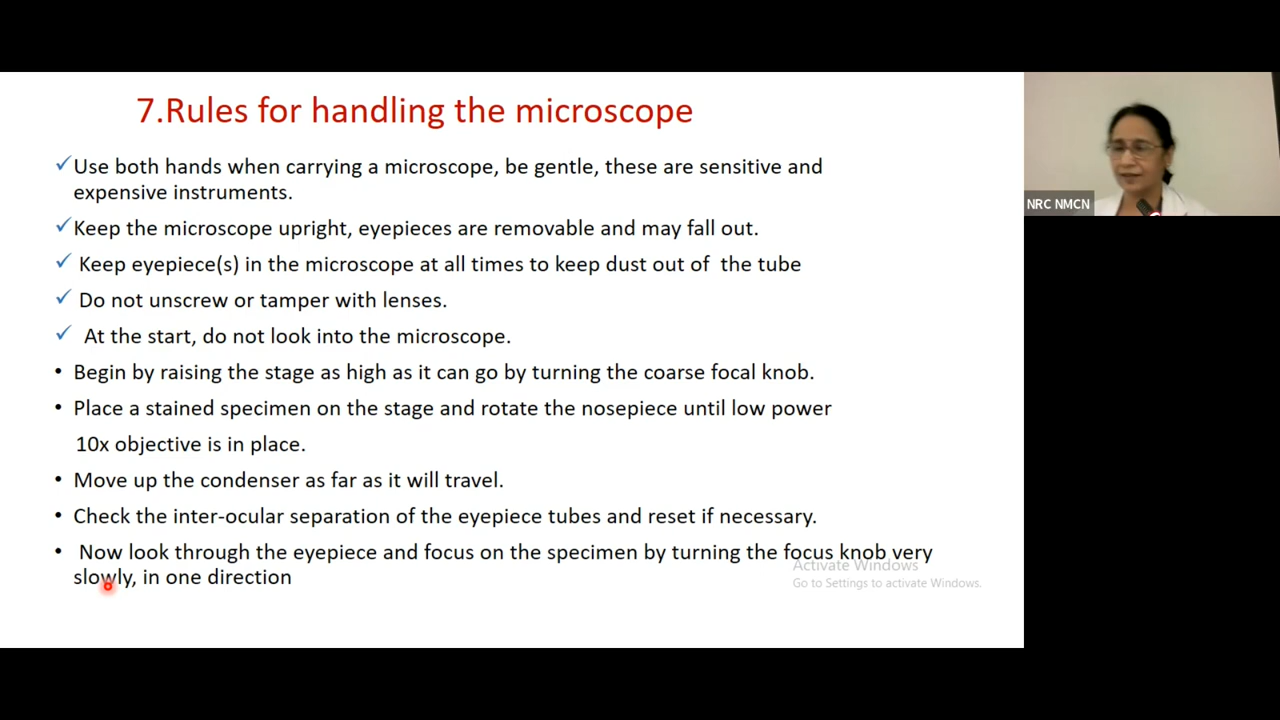 7.Rules for handling the microscope
✓Use both hands when carrying a microscope, be gentle, these are sensitive and
expensive instruments.
✓Keep the microscope upright, eyepieces are removable and may fall out.
✓ Keep eyepiece(s) in the microscope at all times to keep dust out of the tube
✓ Do not unscrew or tamper with lenses.
✓ At the start, do not look into the microscope.
• Begin by raising the stage as high as it can go by turning the coarse focal knob.
• Place a stained specimen on the stage and rotate the nosepiece until low power
10x objective is in place.
• Move up the condenser as far as it will travel.
• Check the inter-ocular separation of the eyepiece tubes and reset if necessary.
• Now look through the eyepiece and focus on the specimen by turning the focus knob very
slowly, in one direction
Activate Windows
Go to Settings to activate Windows.
NRC NMCN